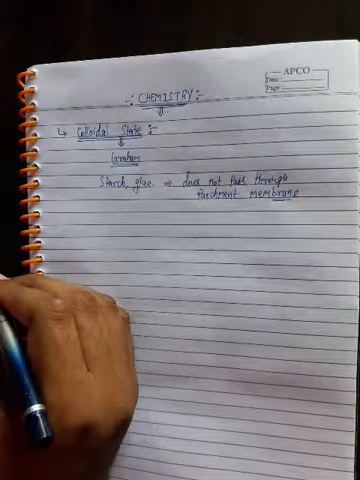 APCO
Date :
Page :
-: CHEMISTRY :-
↳ Colloidal State :-
Graham
Starch, glue ⇒ does not pass through
Parchment membrane